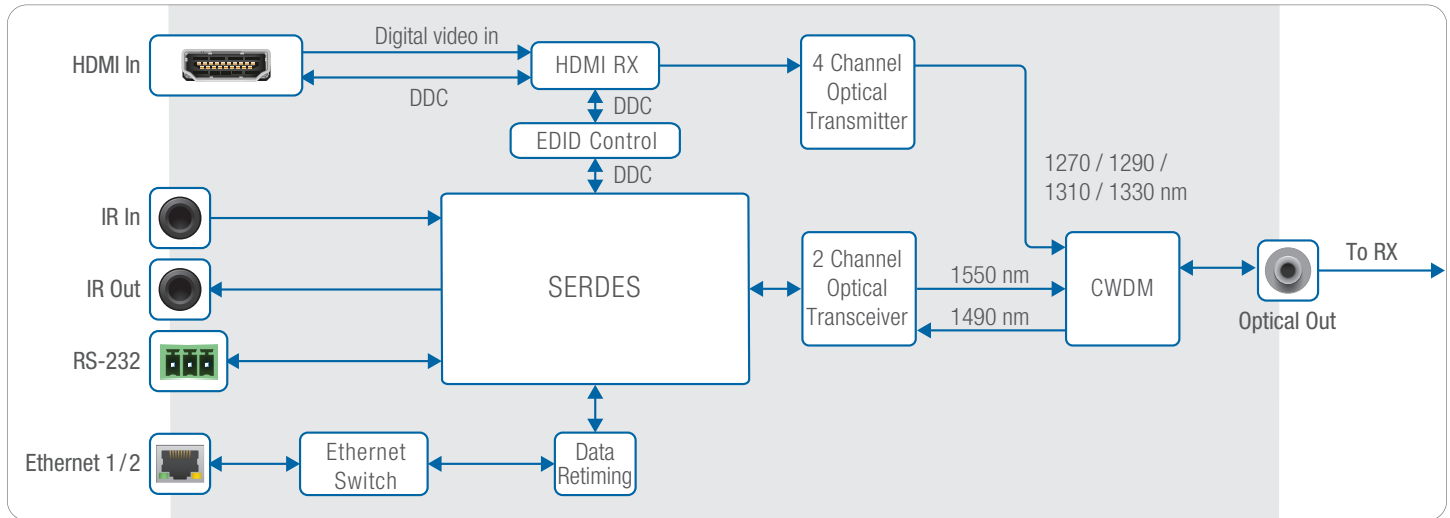 HDMI In
Digital video in
DDC
HDMI RX
DDC
EDID Control
DDC
4 Channel
Optical
Transmitter
1270 / 1290 /
1310 / 1330 nm
IR In
IR Out
RS-232
SERDES
2 Channel
Optical
Transceiver
1550 nm
1490 nm
CWDM
To RX
Optical Out
Ethernet 1/2
Ethernet
Switch
Data
Retiming